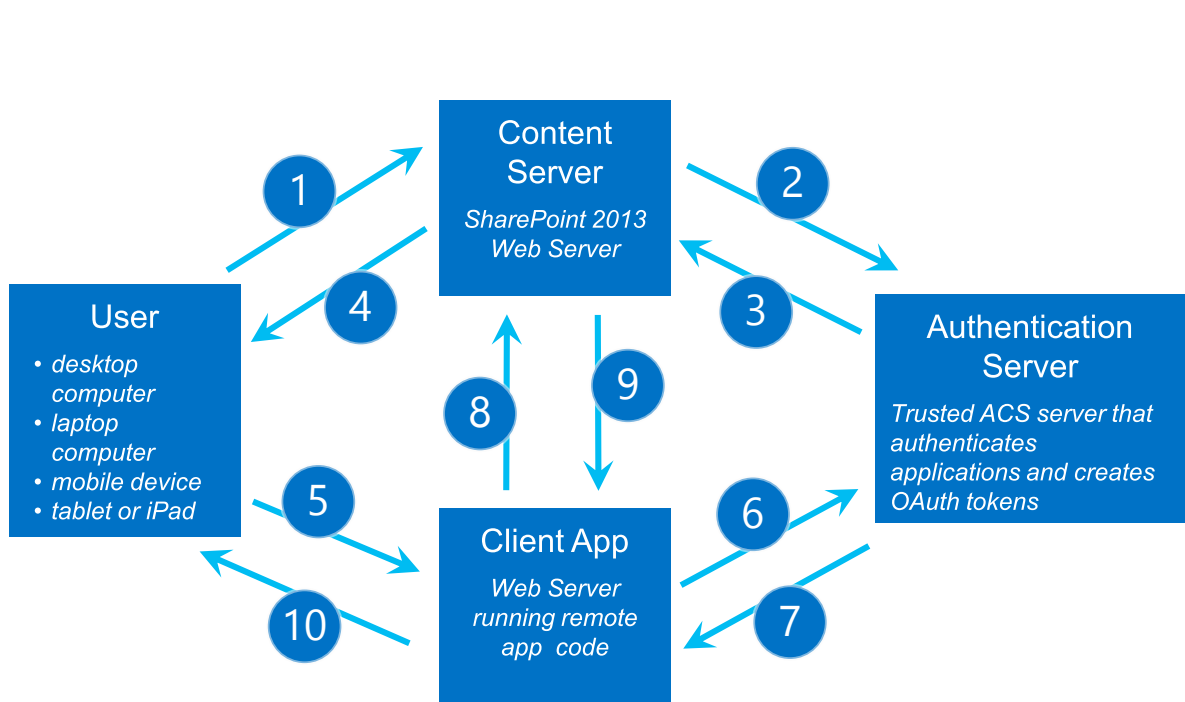 Content
Server
SharePoint 2013
Web Server
1
2
4
3
User
• desktop
computer
• laptop
computer
• mobile device
• tablet or iPad
Authentication
Server
Trusted ACS server that
authenticates
applications and creates
OAuth tokens
8
9
5
6
Client App
Web Server
running remote
app code
10
7